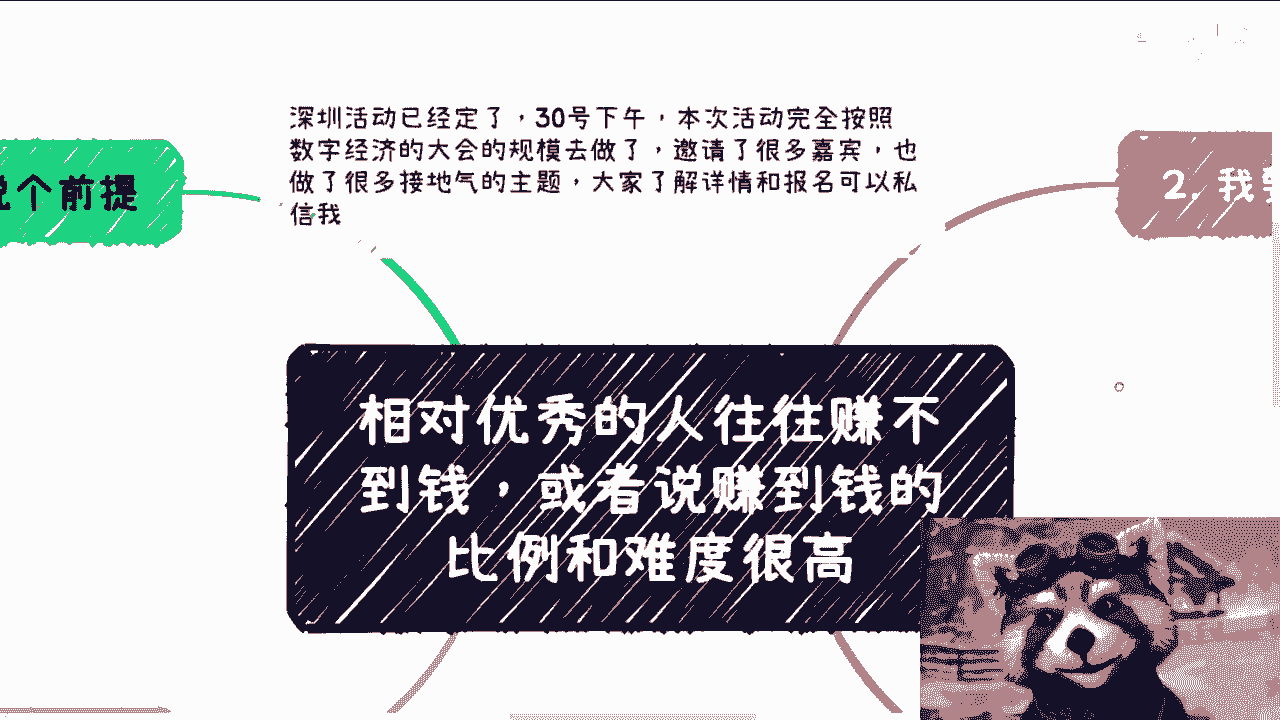 深圳活动已经定了，30号下午，本次活动完全按照
数字经济的大会的规模去做了，邀请了很多嘉宾，也
做了很多接地气的主题，大家了解详情和报名可以私
信我
个前提
2. 我
相对优秀的人往往赚不
到钱，或者说赚到钱的
比例和难度很高